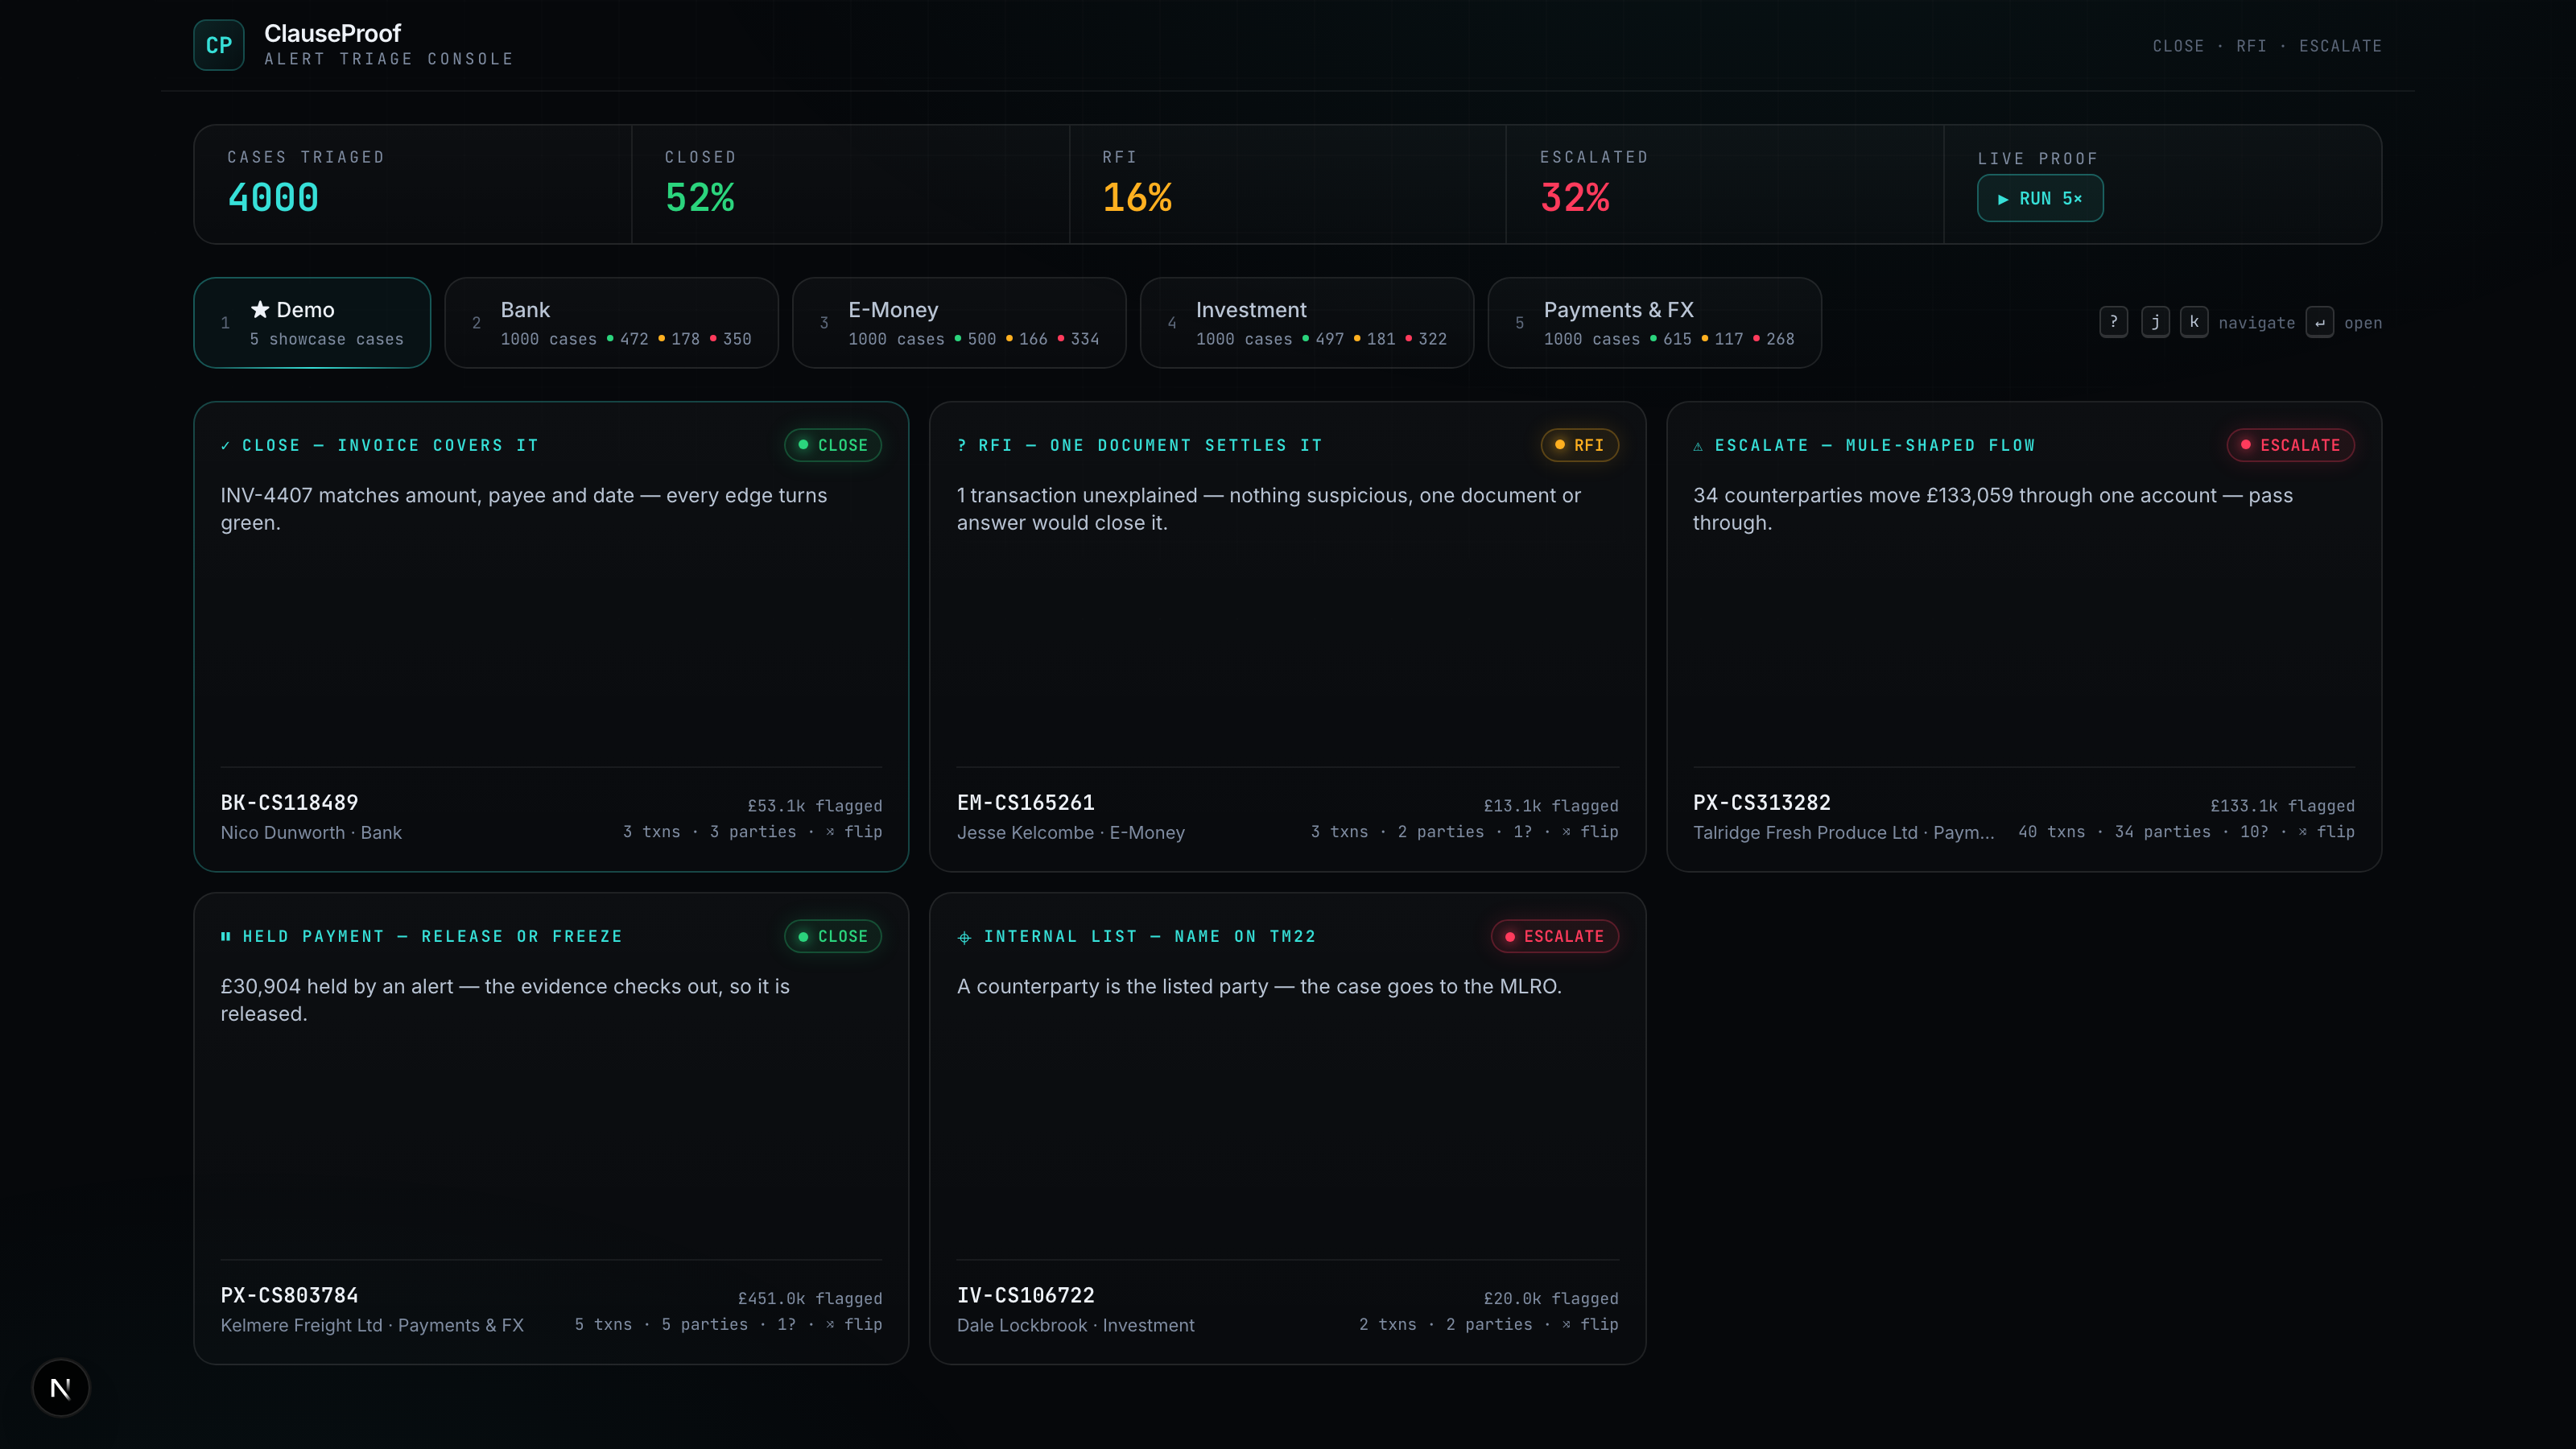 CP
ClauseProof
ALERT TRIAGE CONSOLE
CLOSE · RFI · ESCALATE
CASES TRIAGED
4000
CLOSED
52%
RFI
16%
ESCALATED
32%
LIVE PROOF
▶ RUN 5×
1
★ Demo
5 showcase cases
2
Bank
1000 cases ● 472 ● 178 ● 350
3
E-Money
1000 cases ● 500 ● 166 ● 334
4
Investment
1000 cases ● 497 ● 181 ● 322
5
Payments & FX
1000 cases ● 615 ● 117 ● 268
? j k navigate ↵ open
✓ CLOSE — INVOICE COVERS IT
● CLOSE
INV-4407 matches amount, payee and date — every edge turns
green.
BK-CS118489
£53.1k flagged
Nico Dunworth · Bank
3 txns · 3 parties · ⤨ flip
? RFI — ONE DOCUMENT SETTLES IT
● RFI
1 transaction unexplained — nothing suspicious, one document or
answer would close it.
EM-CS165261
£13.1k flagged
Jesse Kelcombe · E-Money
3 txns · 2 parties · 1? · ⤨ flip
⚠ ESCALATE — MULE-SHAPED FLOW
● ESCALATE
34 counterparties move £133,059 through one account — pass
through.
PX-CS313282
£133.1k flagged
Talridge Fresh Produce Ltd · Paym...
40 txns · 34 parties · 10? · ⤨ flip
⏸ HELD PAYMENT — RELEASE OR FREEZE
● CLOSE
£30,904 held by an alert — the evidence checks out, so it is
released.
PX-CS803784
£451.0k flagged
Kelmere Freight Ltd · Payments & FX
5 txns · 5 parties · 1? · ⤨ flip
⌖ INTERNAL LIST — NAME ON TM22
● ESCALATE
A counterparty is the listed party — the case goes to the MLRO.
IV-CS106722
£20.0k flagged
Dale Lockbrook · Investment
2 txns · 2 parties · ⤨ flip
N